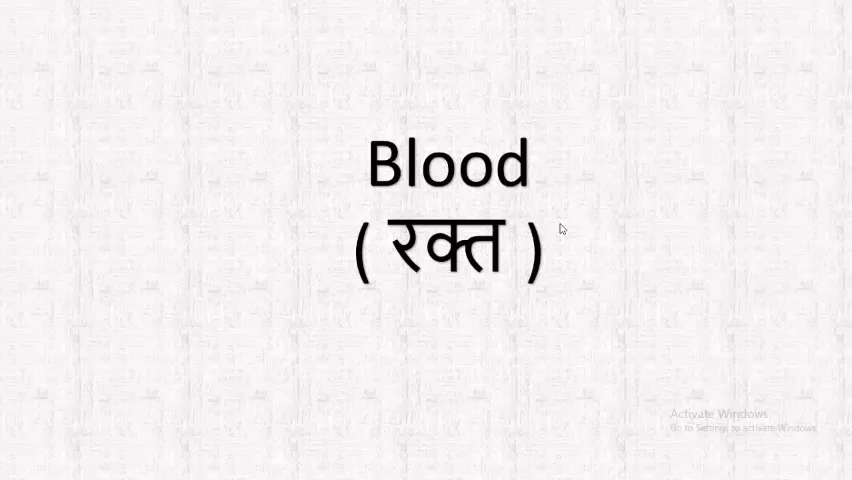 Blood
( रक्त )
Activate Windows
Go to Settings to activate Windows.